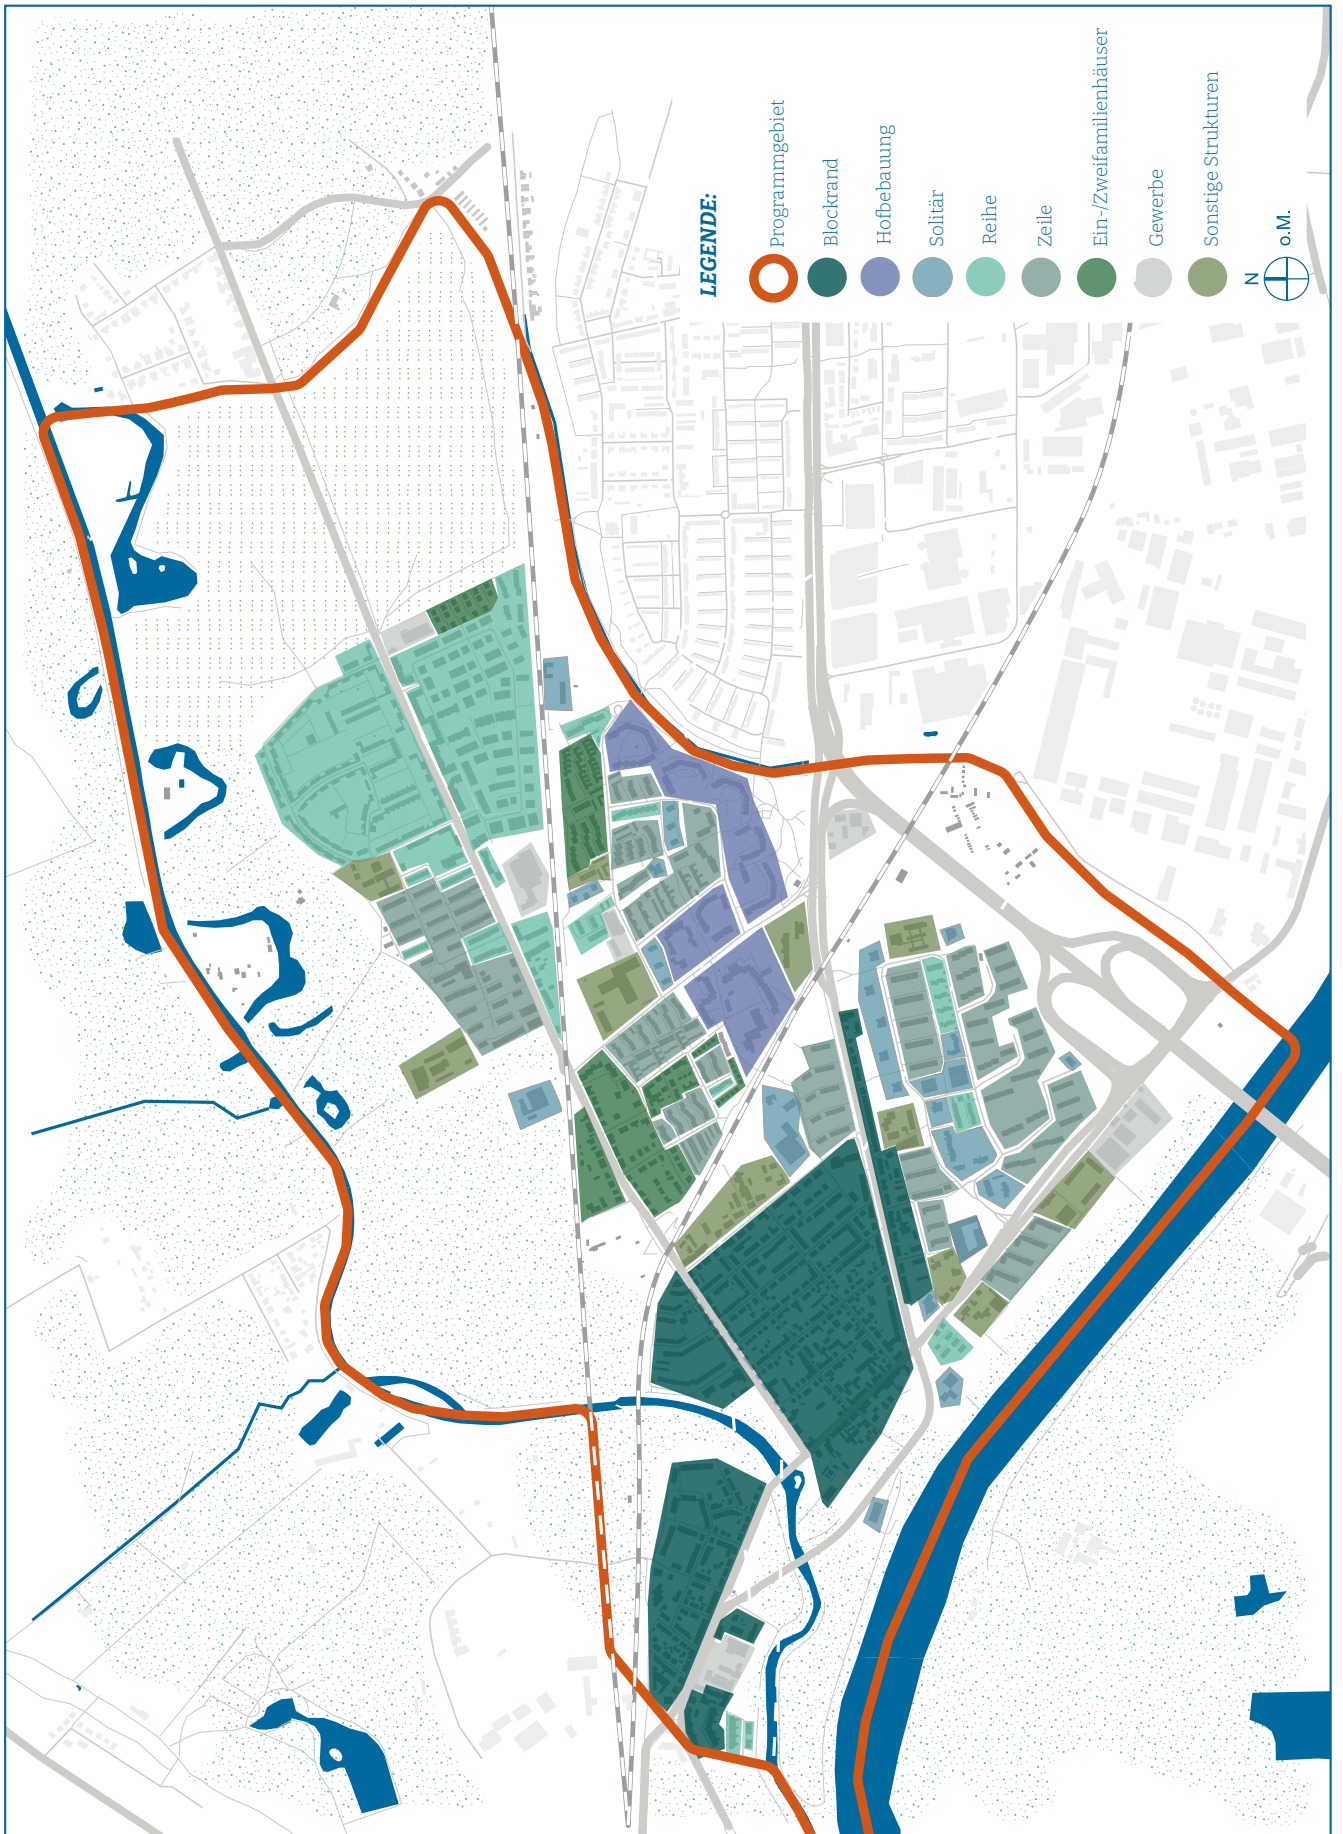 LEGENDE:
Programmgebiet
Blockrand
Hofbebauung
Solitär
Reihe
Zeile
Ein-/Zweifamilienhäuser
Gewerbe
Sonstige Strukturen
N
o.M.